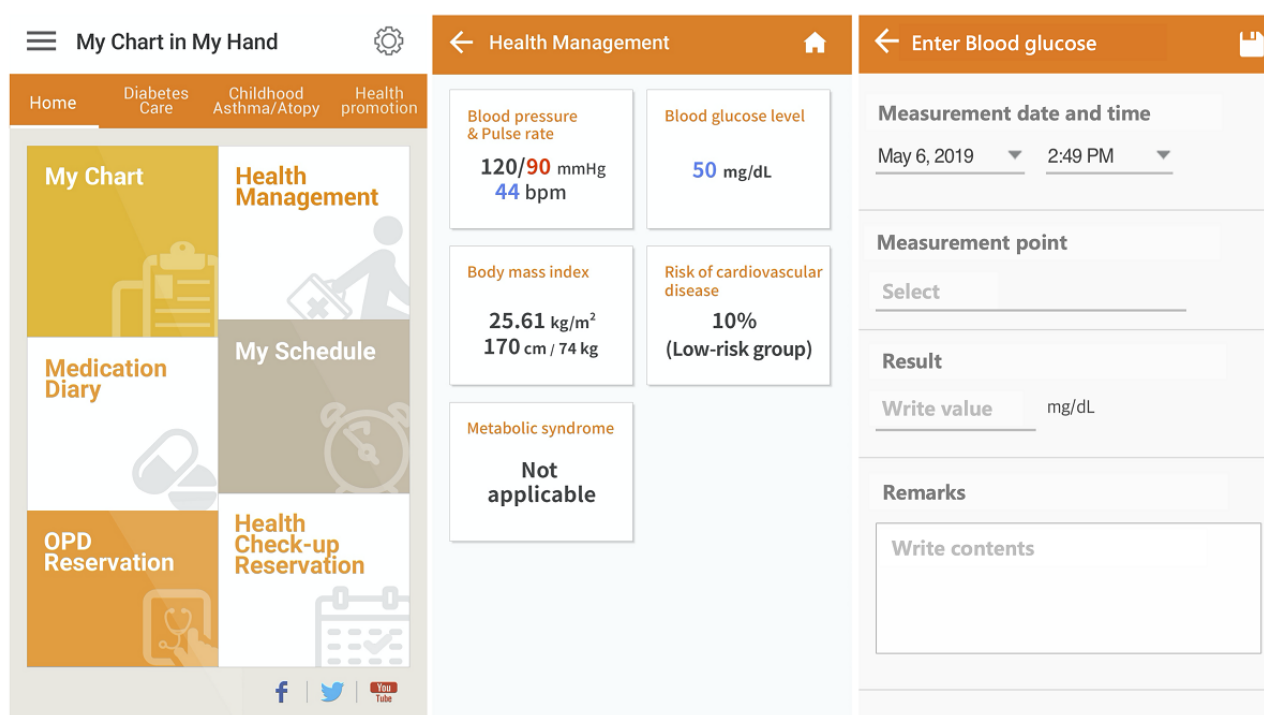 My Chart in My Hand
Home
Diabetes
Care
Childhood
Asthma/Atopy
Health
promotion
My Chart
Health
Management
Medication
Diary
My Schedule
OPD
Reservation
Health
Check-up
Reservation
f
You
Tube
Health Management
Blood pressure
& Pulse rate
120/90 mmHg
44 bpm
Blood glucose level
50 mg/dL
Body mass index
25.61 kg/m²
170 cm / 74 kg
Risk of cardiovascular
disease
10%
(Low-risk group)
Metabolic syndrome
Not
applicable
Enter Blood glucose
Measurement date and time
May 6, 2019
2:49 PM
Measurement point
Select
Result
Write value
mg/dL
Remarks
Write contents